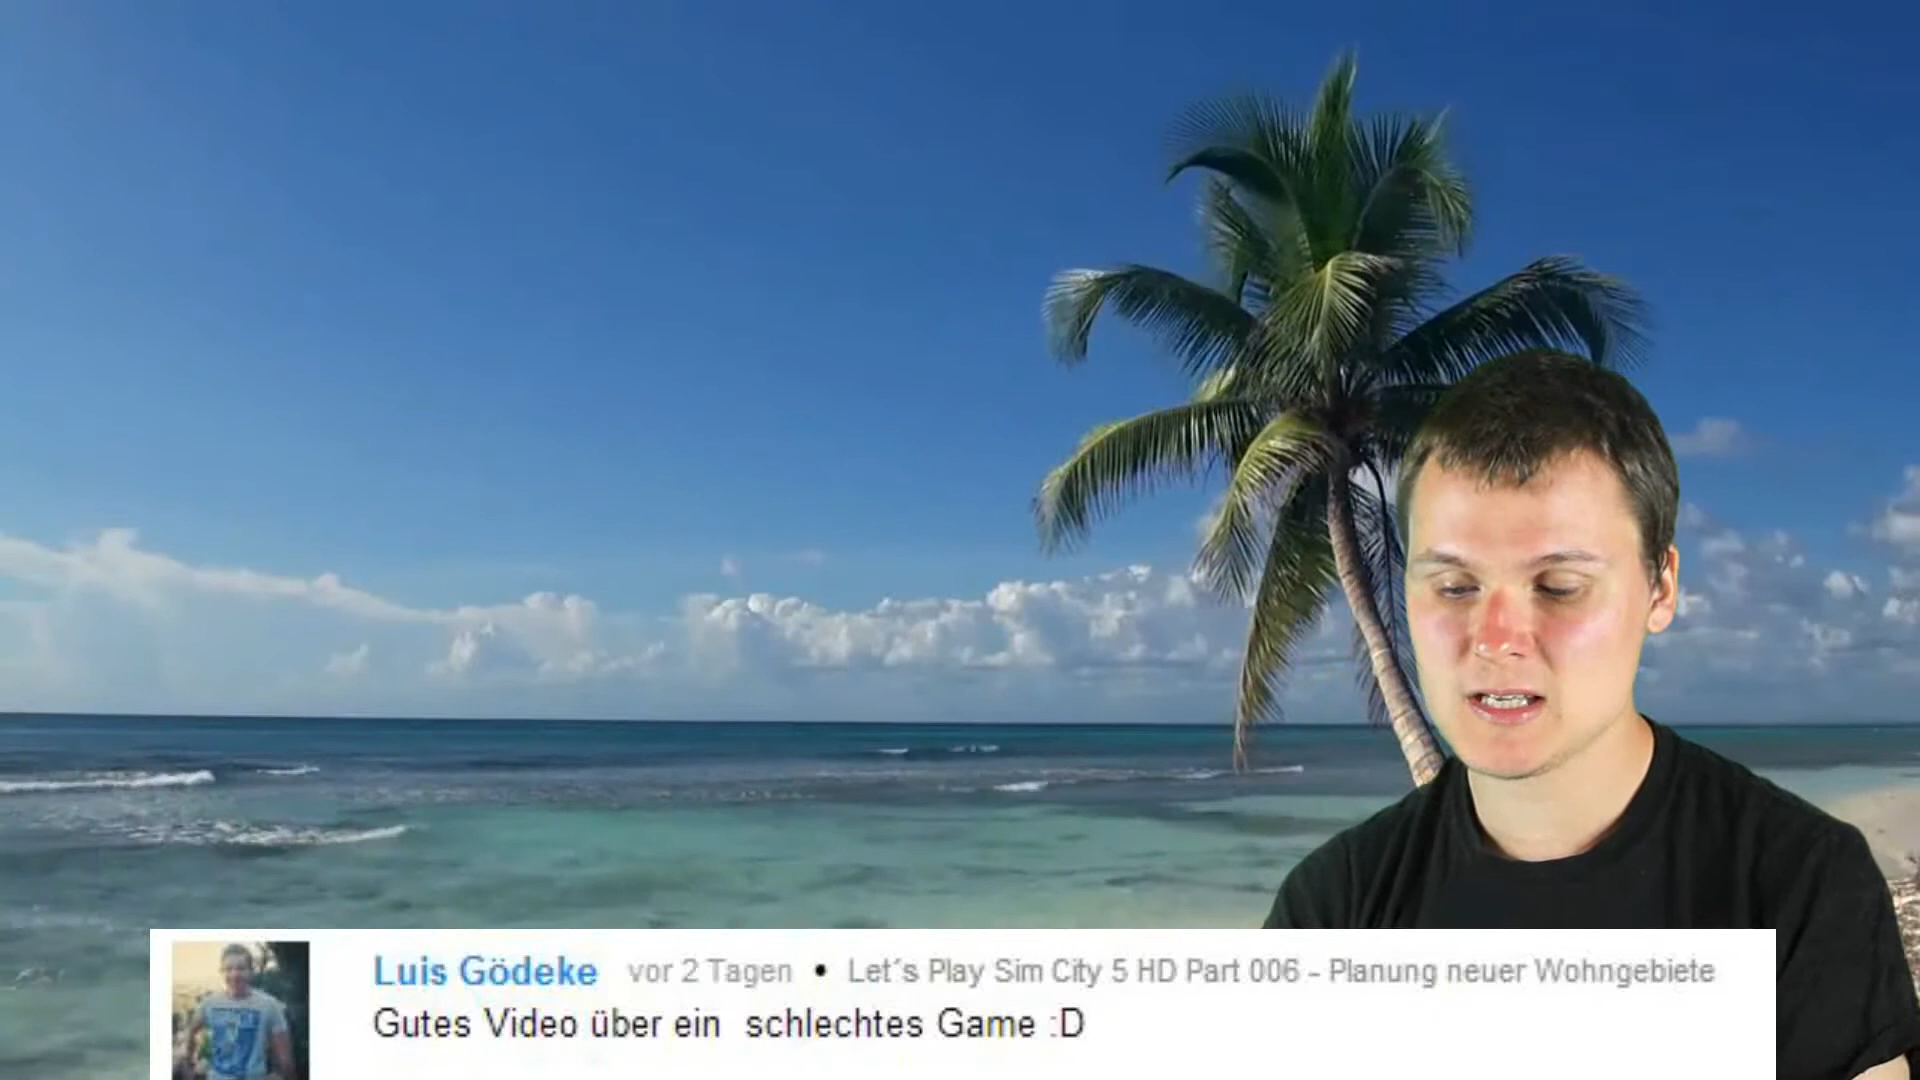 Luis Gödeke vor 2 Tagen • Let´s Play Sim City 5 HD Part 006 - Planung neuer Wohngebiete
Gutes Video über ein schlechtes Game :D